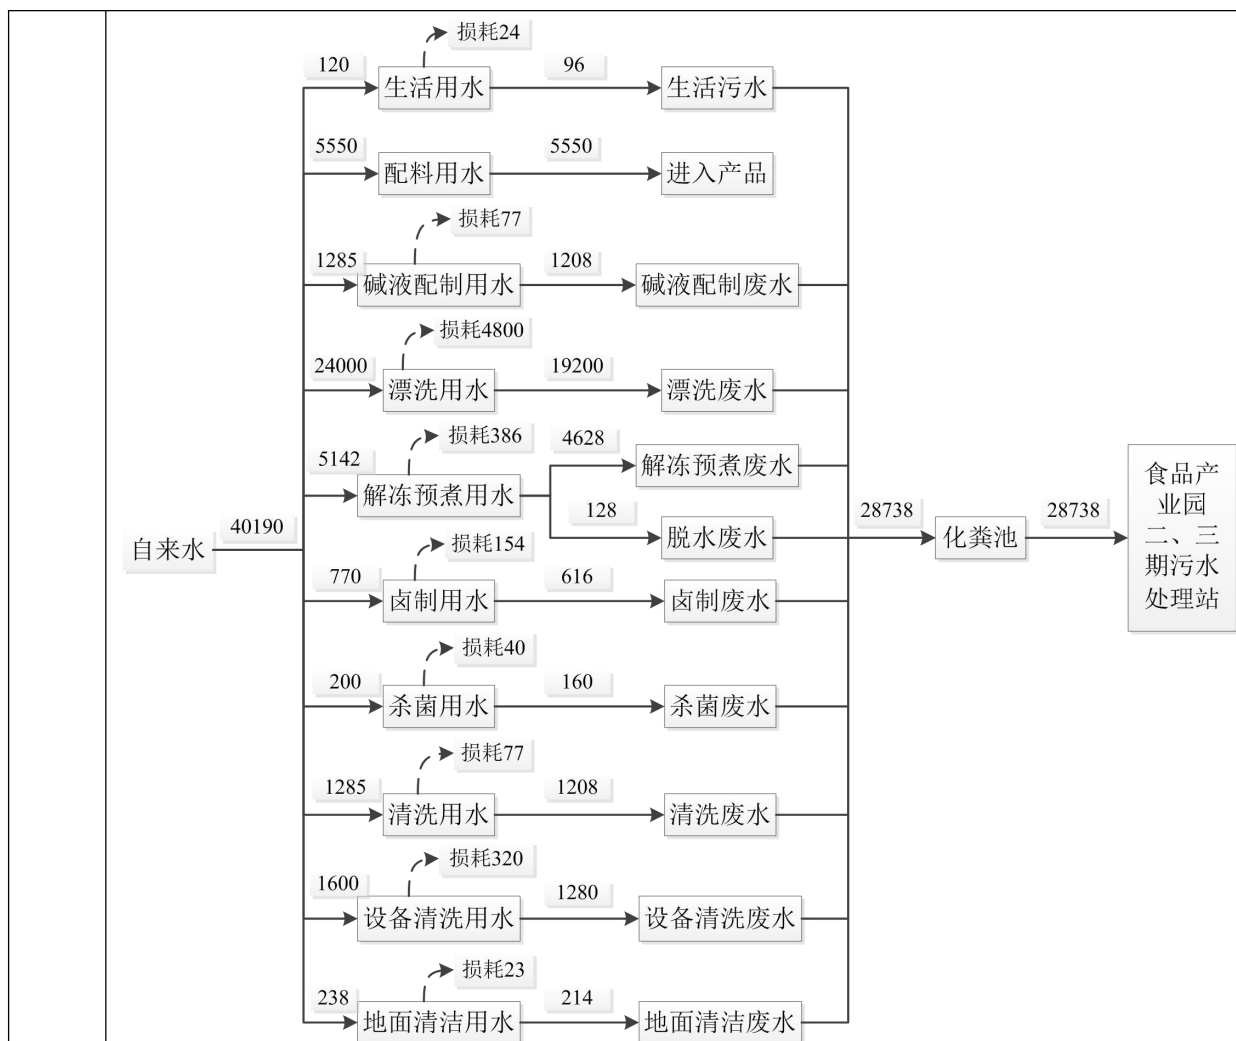 损耗24
120
96
生活用水
生活污水
5550
5550
配料用水
进入产品
损耗77
1285
1208
碱液配制用水
碱液配制废水
损耗4800
24000
19200
漂洗用水
漂洗废水
损耗386
4628
5142
解冻预煮用水
解冻预煮废水
128
脱水废水
自来水
40190
28738
化粪池
28738
食品产
业园
二、三
期污水
处理站
损耗154
770
616
卤制用水
卤制废水
损耗40
200
160
杀菌用水
杀菌废水
损耗77
1285
1208
清洗用水
清洗废水
损耗320
1600
1280
设备清洗用水
设备清洗废水
损耗23
238
214
地面清洁用水
地面清洁废水